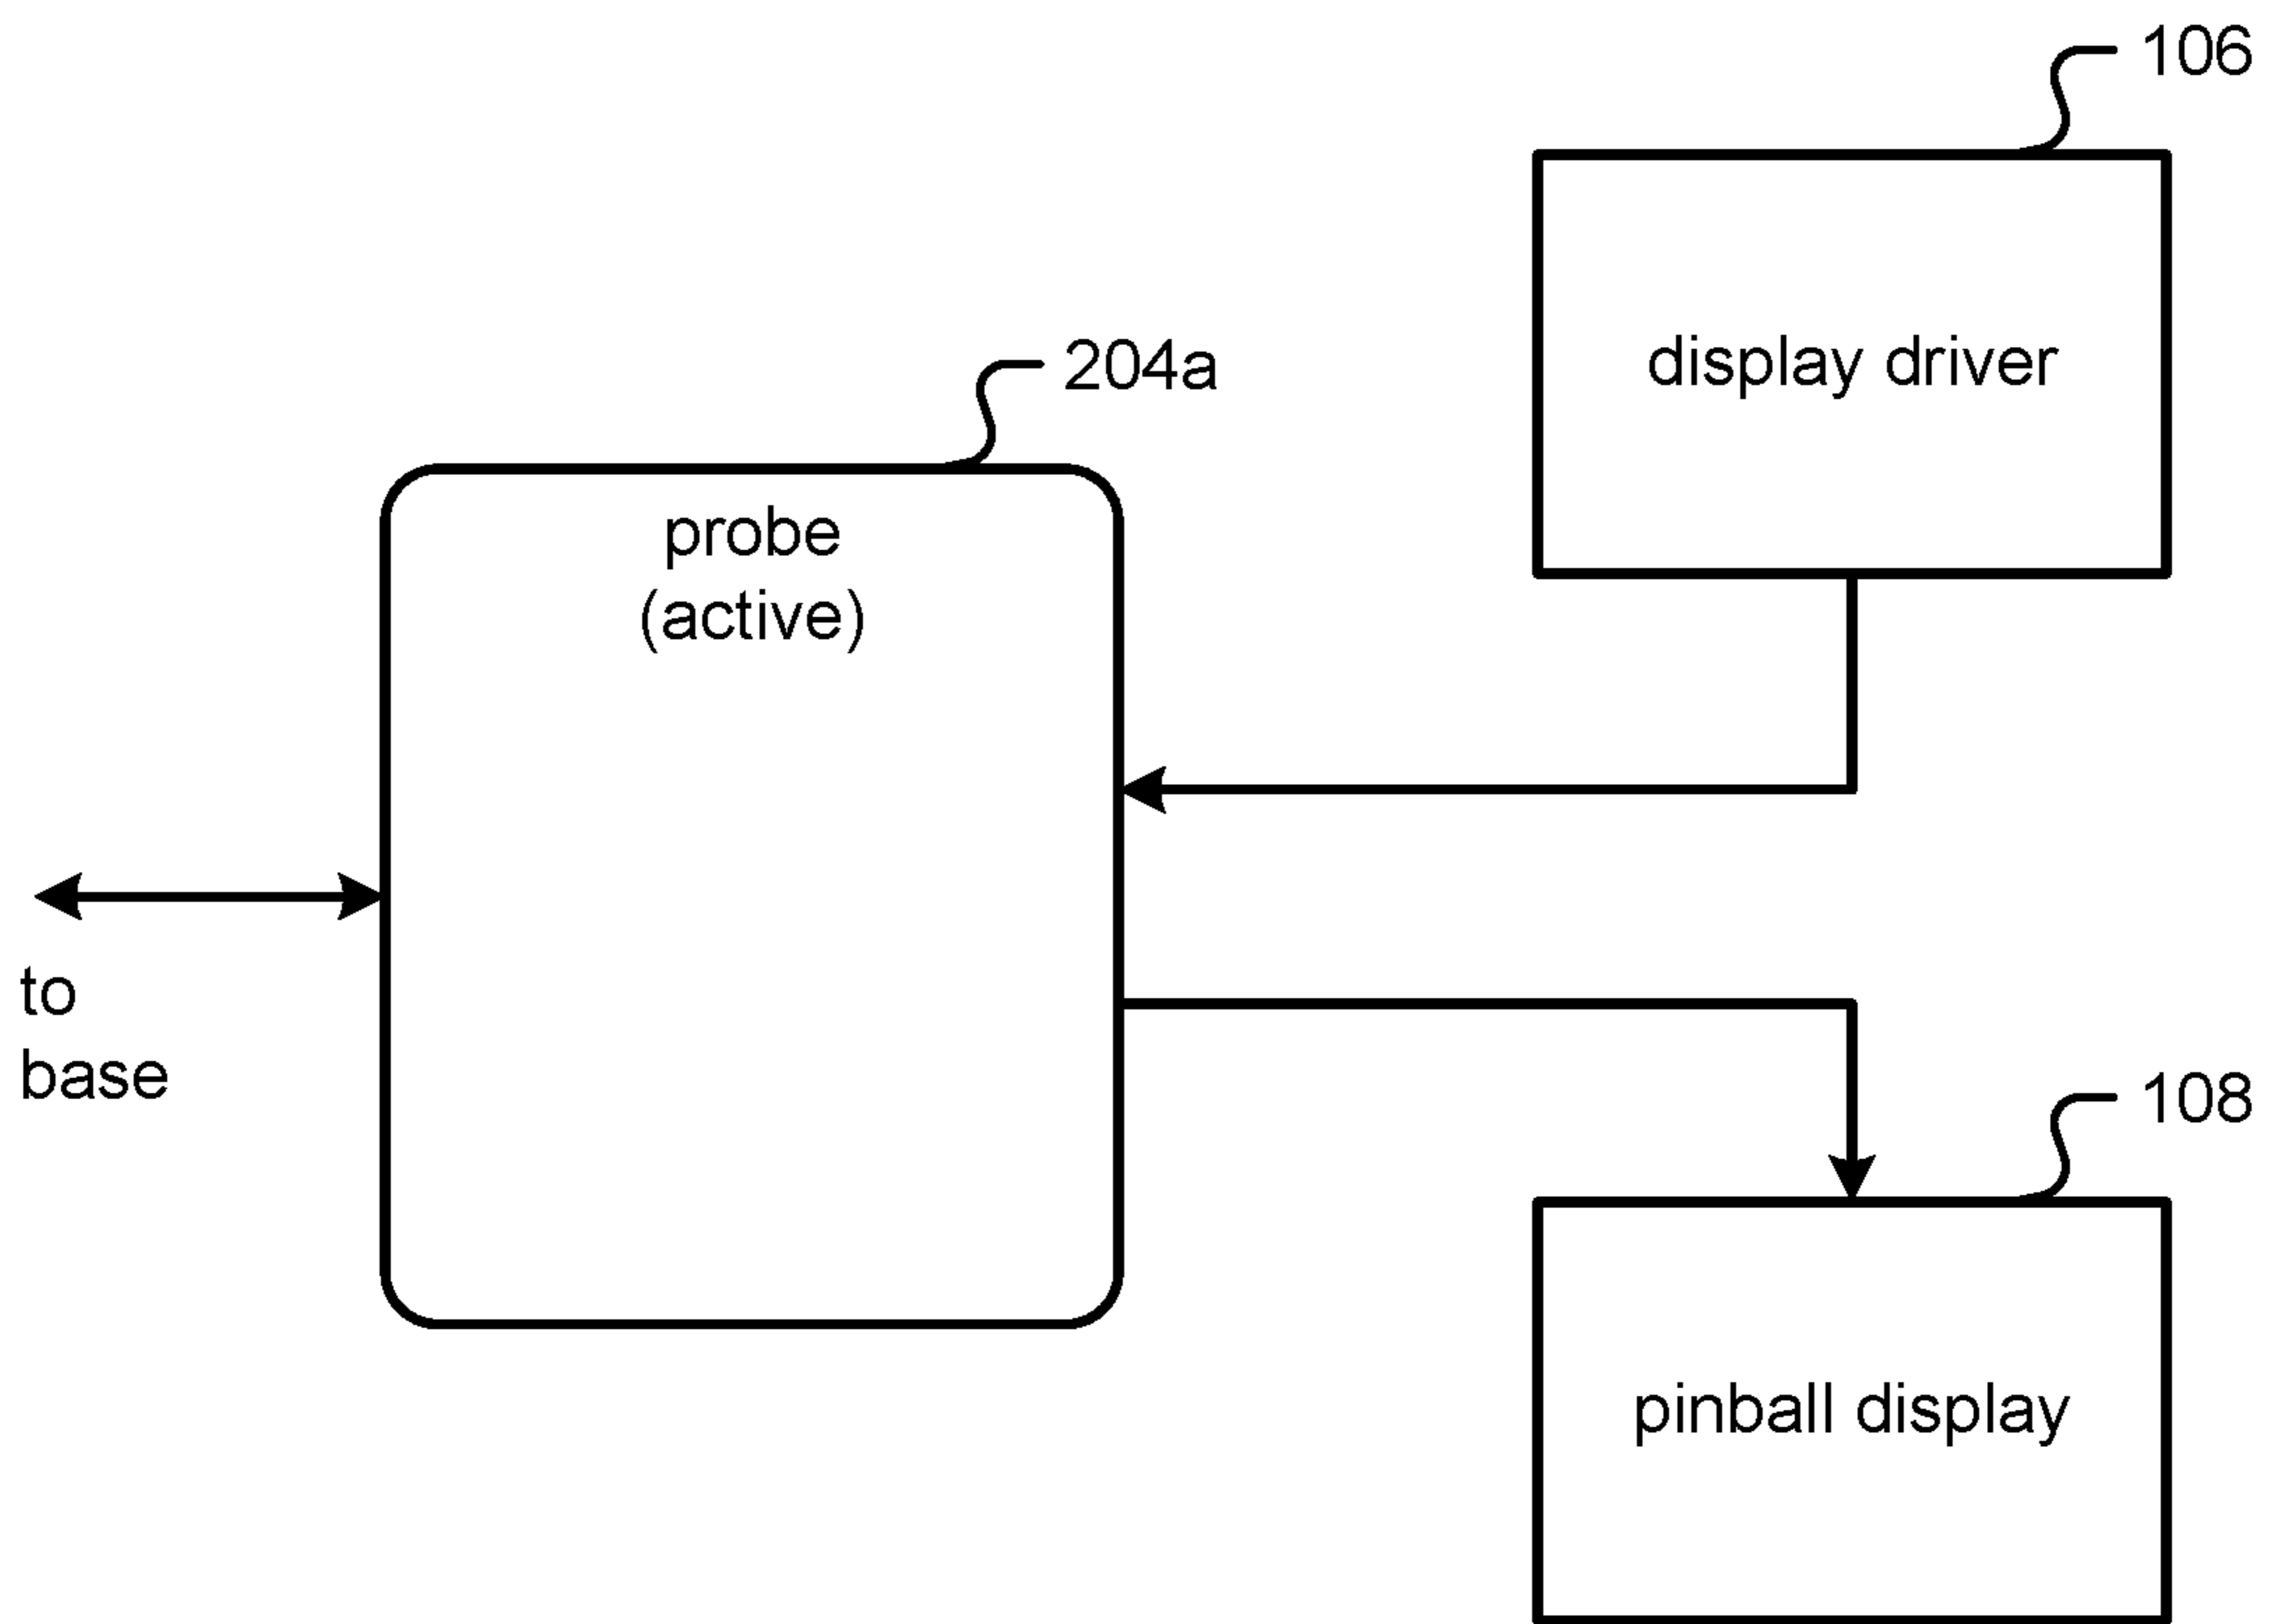 106
display driver
204a
probe
(active)
to
base
108
pinball display